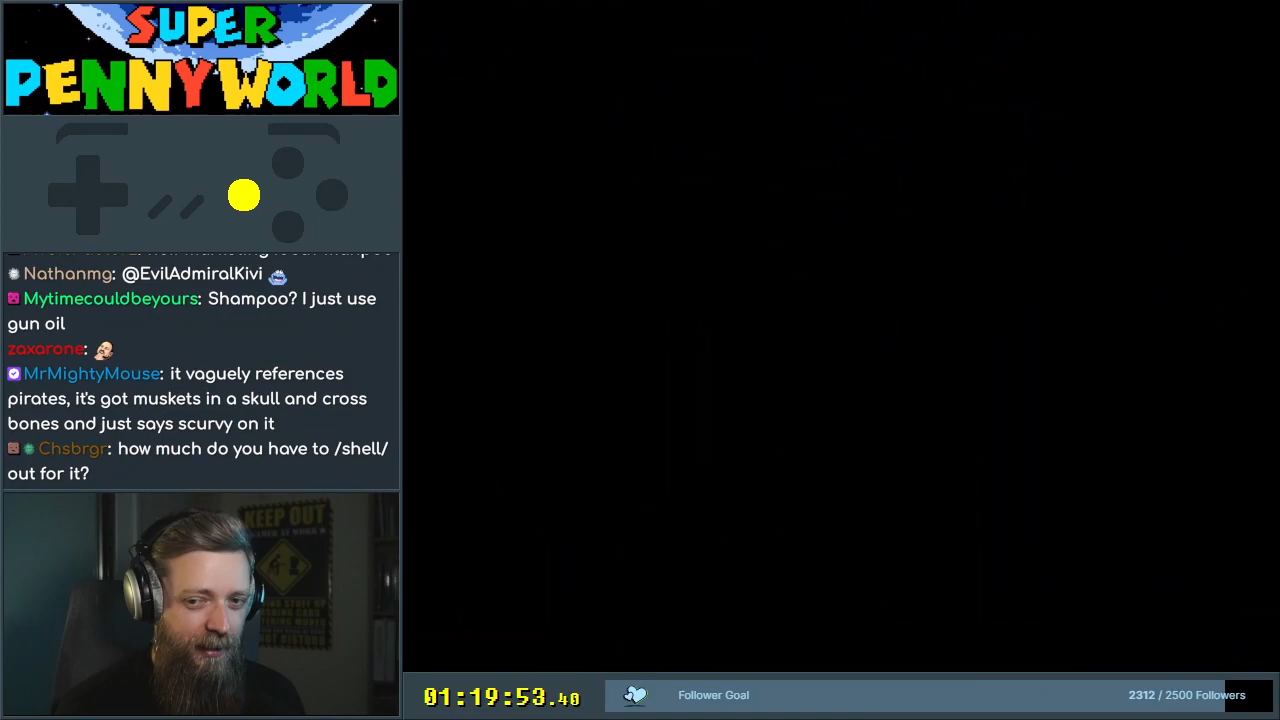 SUPER
PENNYWORLD
Nathanmg: @EvilAdmiralKivi
Mytimecouldbeyours: Shampoo? I just use
gun oil
zaxarone:
MrMightyMouse: it vaguely references
pirates, it's got muskets in a skull and cross
bones and just says scurvy on it
Chsbrgr: how much do you have to /shell/
out for it?
KEEP OUT
01:19:53.40
Follower Goal
2312 / 2500 Followers